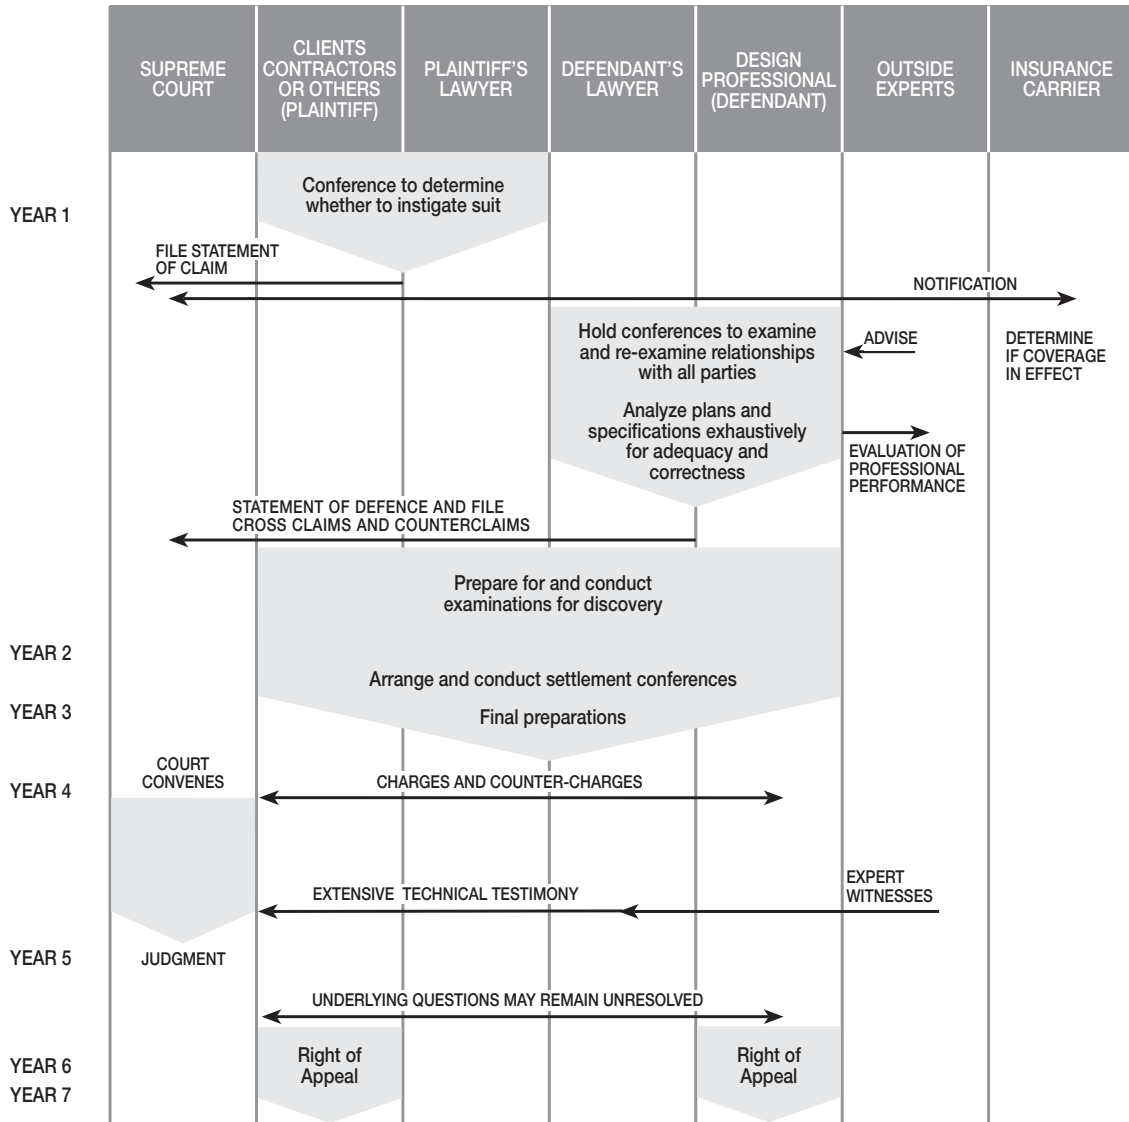 SUPREME
COURT
CLIENTS
CONTRACTORS
OR OTHERS
(PLAINTIFF)
PLAINTIFF'S
LAWYER
DEFENDANT'S
LAWYER
DESIGN
PROFESSIONAL
(DEFENDANT)
OUTSIDE
EXPERTS
INSURANCE
CARRIER
Conference to determine
whether to instigate suit
YEAR 1
FILE STATEMENT
OF CLAIM
NOTIFICATION
Hold conferences to examine
and re-examine relationships
with all parties
ADVISE
DETERMINE
IF COVERAGE
IN EFFECT
Analyze plans and
specifications exhaustively
for adequacy and
correctness
EVALUATION OF
PROFESSIONAL
PERFORMANCE
STATEMENT OF DEFENCE AND FILE
CROSS CLAIMS AND COUNTERCLAIMS
Prepare for and conduct
examinations for discovery
YEAR 2
Arrange and conduct settlement conferences
YEAR 3
Final preparations
COURT
CONVENES
YEAR 4
CHARGES AND COUNTER-CHARGES
EXPERT
WITNESSES
EXTENSIVE TECHNICAL TESTIMONY
YEAR 5
JUDGMENT
UNDERLYING QUESTIONS MAY REMAIN UNRESOLVED
Right of
Appeal
Right of
Appeal
YEAR 6
YEAR 7